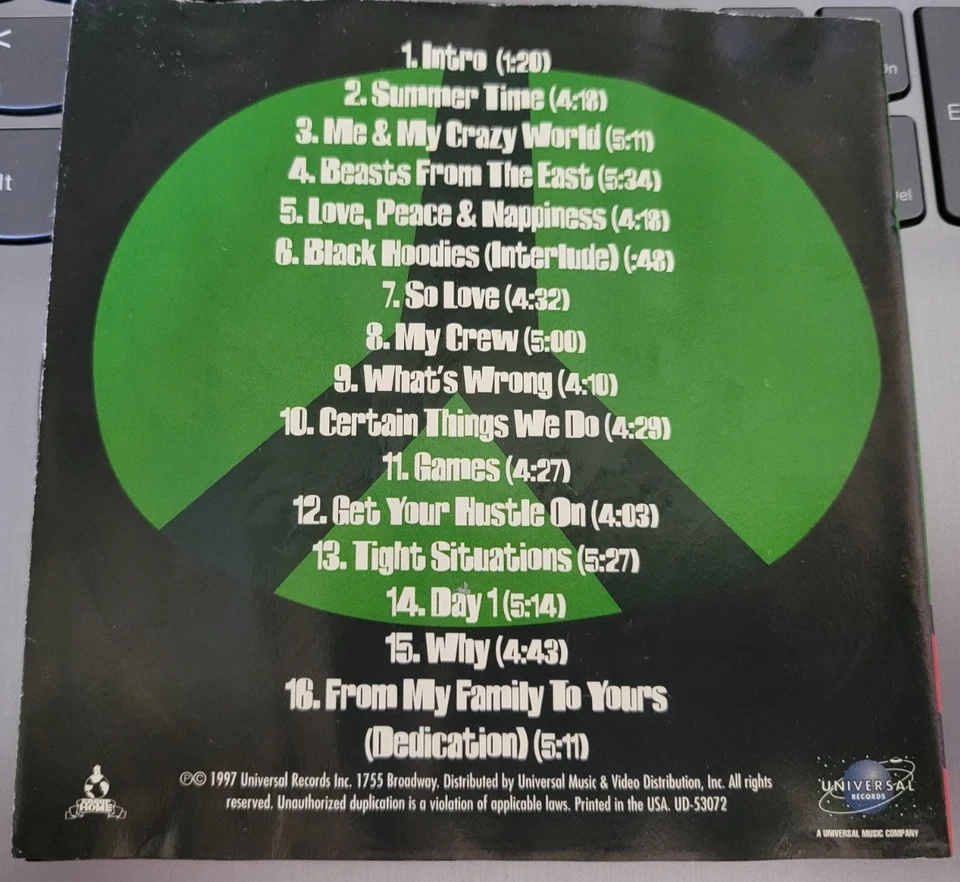 1. Intro (1:20)
2. Summer Time (4:18)
3. Me & My Crazy World (5:11)
4. Beasts From The East (5:34)
5. Love, Peace & Nappiness (4:18)
6. Black Hoodies (Interlude) (:48)
7. So Love (4:32)
8. My Crew (5:00)
9. What's Wrong (4:10)
10. Certain Things We Do (4:29)
11. Games (4:27)
12. Get Your Hustle On (4:03)
13. Tight Situations (5:27)
14. Day 1 (5:14)
15. Why (4:43)
16. From My Family To Yours
(Dedication) (5:11)
℗© 1997 Universal Records Inc. 1755 Broadway. Distributed by Universal Music & Video Distribution, Inc. All rights
reserved. Unauthorized duplication is a violation of applicable laws. Printed in the USA. UD-53072
HOME
UNIVERSAL
RECORDS
A UNIVERSAL MUSIC COMPANY